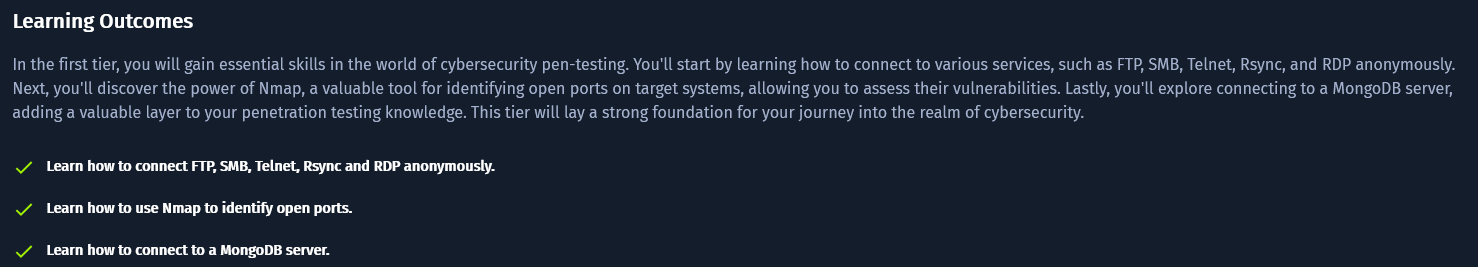 Learning Outcomes
In the first tier, you will gain essential skills in the world of cybersecurity pen-testing. You'll start by learning how to connect to various services, such as FTP, SMB, Telnet, Rsync, and RDP anonymously.
Next, you'll discover the power of Nmap, a valuable tool for identifying open ports on target systems, allowing you to assess their vulnerabilities. Lastly, you'll explore connecting to a MongoDB server,
adding a valuable layer to your penetration testing knowledge. This tier will lay a strong foundation for your journey into the realm of cybersecurity.
Learn how to connect FTP, SMB, Telnet, Rsync and RDP anonymously.
Learn how to use Nmap to identify open ports.
Learn how to connect to a MongoDB server.